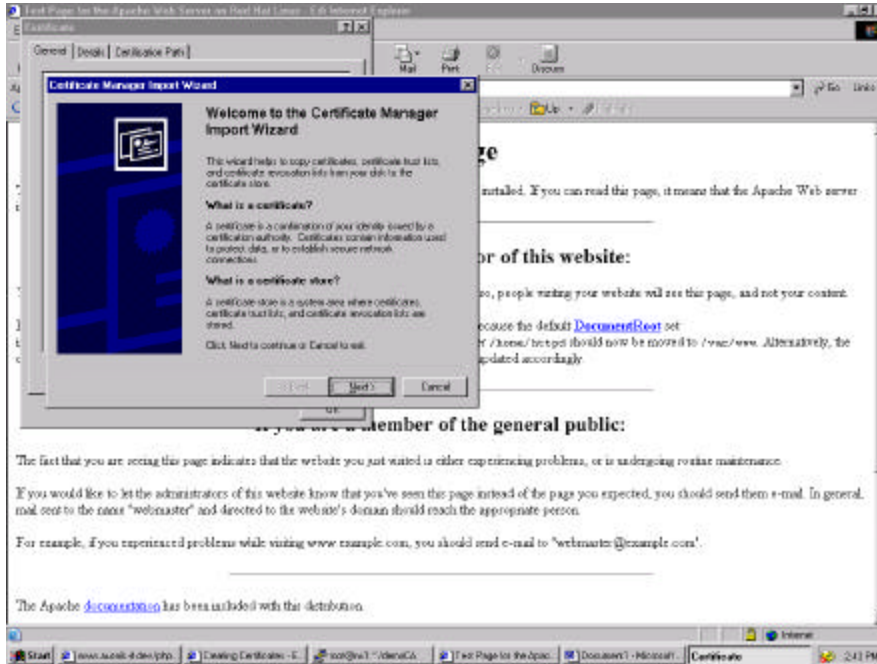 Test Page for the Apache Web Server on Red Hat Linux - Internet Explorer
Certificate
General Details Certification Path
Mail Print Discuss
Go Links
Up
Certificate Manager Import Wizard
Welcome to the Certificate Manager
Import Wizard
This wizard helps to copy certificates, certificate trust lists,
and certificate revocation lists from your disk to the
certificate store.
What is a certificate?
A certificate is a confirmation of your identity issued by a
certification authority. Certificates contain information used
to protect data, or to establish secure network
connections.
What is a certificate store?
A certificate store is a system area where certificates,
certificate trust lists, and certificate revocation lists are
stored.
Click Next to continue or Cancel to exit.
Next > Cancel
OK
ge
installed. If you can read this page, it means that the Apache Web server
or of this website:
so, people visiting your website will see this page, and not your content.
because the default DocumentRoot set
er /home/httpd should now be moved to /var/www. Alternatively, the
updated accordingly.
If you are a member of the general public:
The fact that you are seeing this page indicates that the website you just visited is either experiencing problems, or is undergoing routine maintenance.
If you would like to let the administrators of this website know that you've seen this page instead of the page you expected, you should send them e-mail. In general,
mail sent to the name "webmaster" and directed to the website's domain should reach the appropriate person.
For example, if you experienced problems while visiting www.example.com, you should send e-mail to "webmaster@example.com".
The Apache documentation has been included with this distribution.
Internet
Start Creating Certificates - E... Test Page for the Apac... Document1 - Microsoft... Certificate 2:43 PM